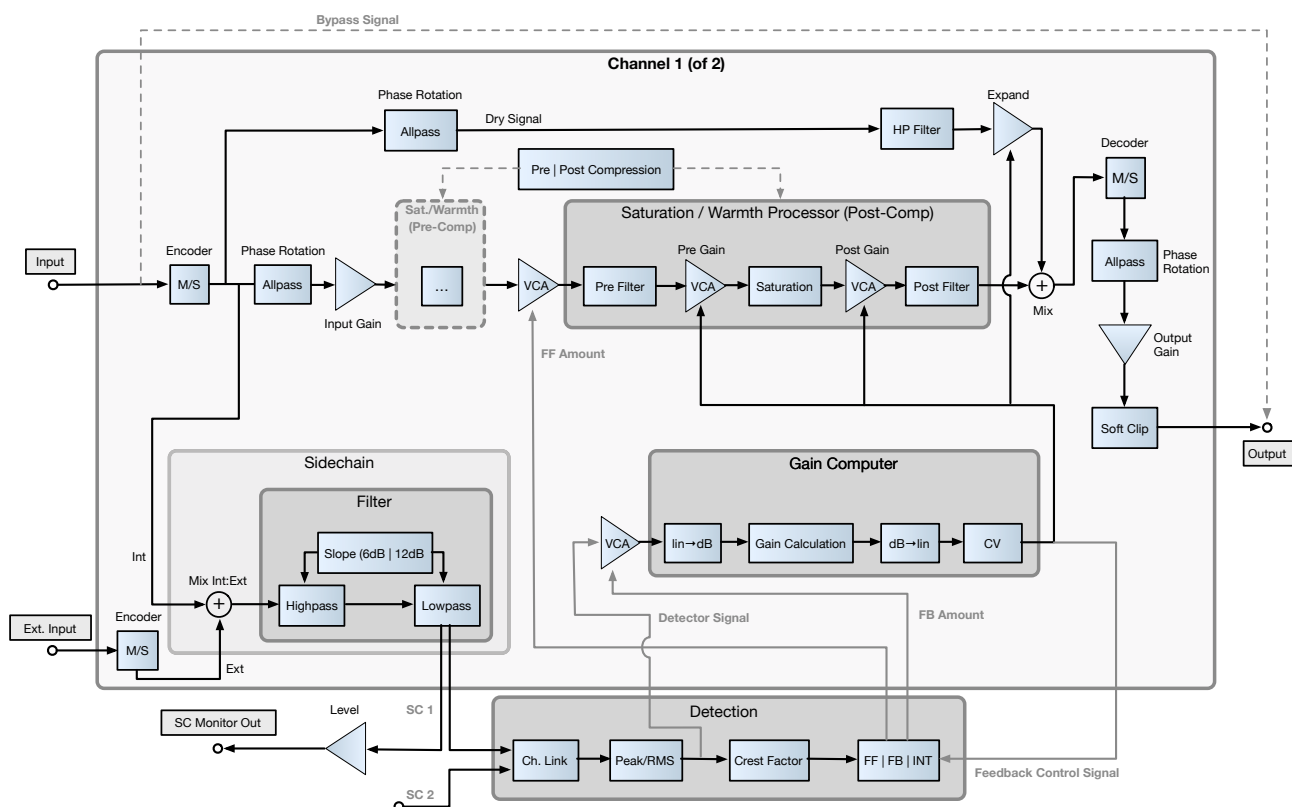 Bypass Signal
Channel 1 (of 2)
Phase Rotation
Expand
Allpass
Dry Signal
HP Filter
Decoder
Pre | Post Compression
M/S
Sat./Warmth
(Pre-Comp)
Saturation / Warmth Processor (Post-Comp)
Input
Encoder
Phase Rotation
Pre Gain
Post Gain
Allpass
Phase
Rotation
M/S
Allpass
...
VCA
Pre Filter
VCA
Saturation
VCA
Post Filter
Input Gain
Mix
FF Amount
Output
Gain
Soft Clip
Output
Sidechain
Gain Computer
Filter
Int
Slope (6dB | 12dB
VCA
lin→dB
Gain Calculation
dB→lin
CV
Mix Int:Ext
Highpass
Lowpass
Encoder
Detector Signal
FB Amount
Ext. Input
M/S
Ext
SC Monitor Out
Level
SC 1
Detection
Ch. Link
Peak/RMS
Crest Factor
FF | FB | INT
Feedback Control Signal
SC 2